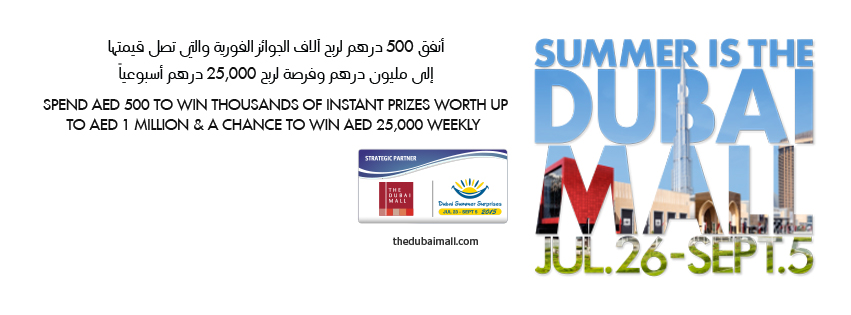 أنفق 500 درهم لربح آلاف الجوائز الفورية والتي تصل قيمتها
إلى مليون درهم وفرصة لربح 25,000 درهم أسبوعياً
SPEND AED 500 TO WIN THOUSANDS OF INSTANT PRIZES WORTH UP
TO AED 1 MILLION & A CHANCE TO WIN AED 25,000 WEEKLY
STRATEGIC PARTNER
THE
DUBAI
MALL
Dubai Summer Surprises
JUL 26 - SEPT 5 2015
thedubaimall.com
SUMMER IS THE
DUBAI
MALL
JUL.26-SEPT.5